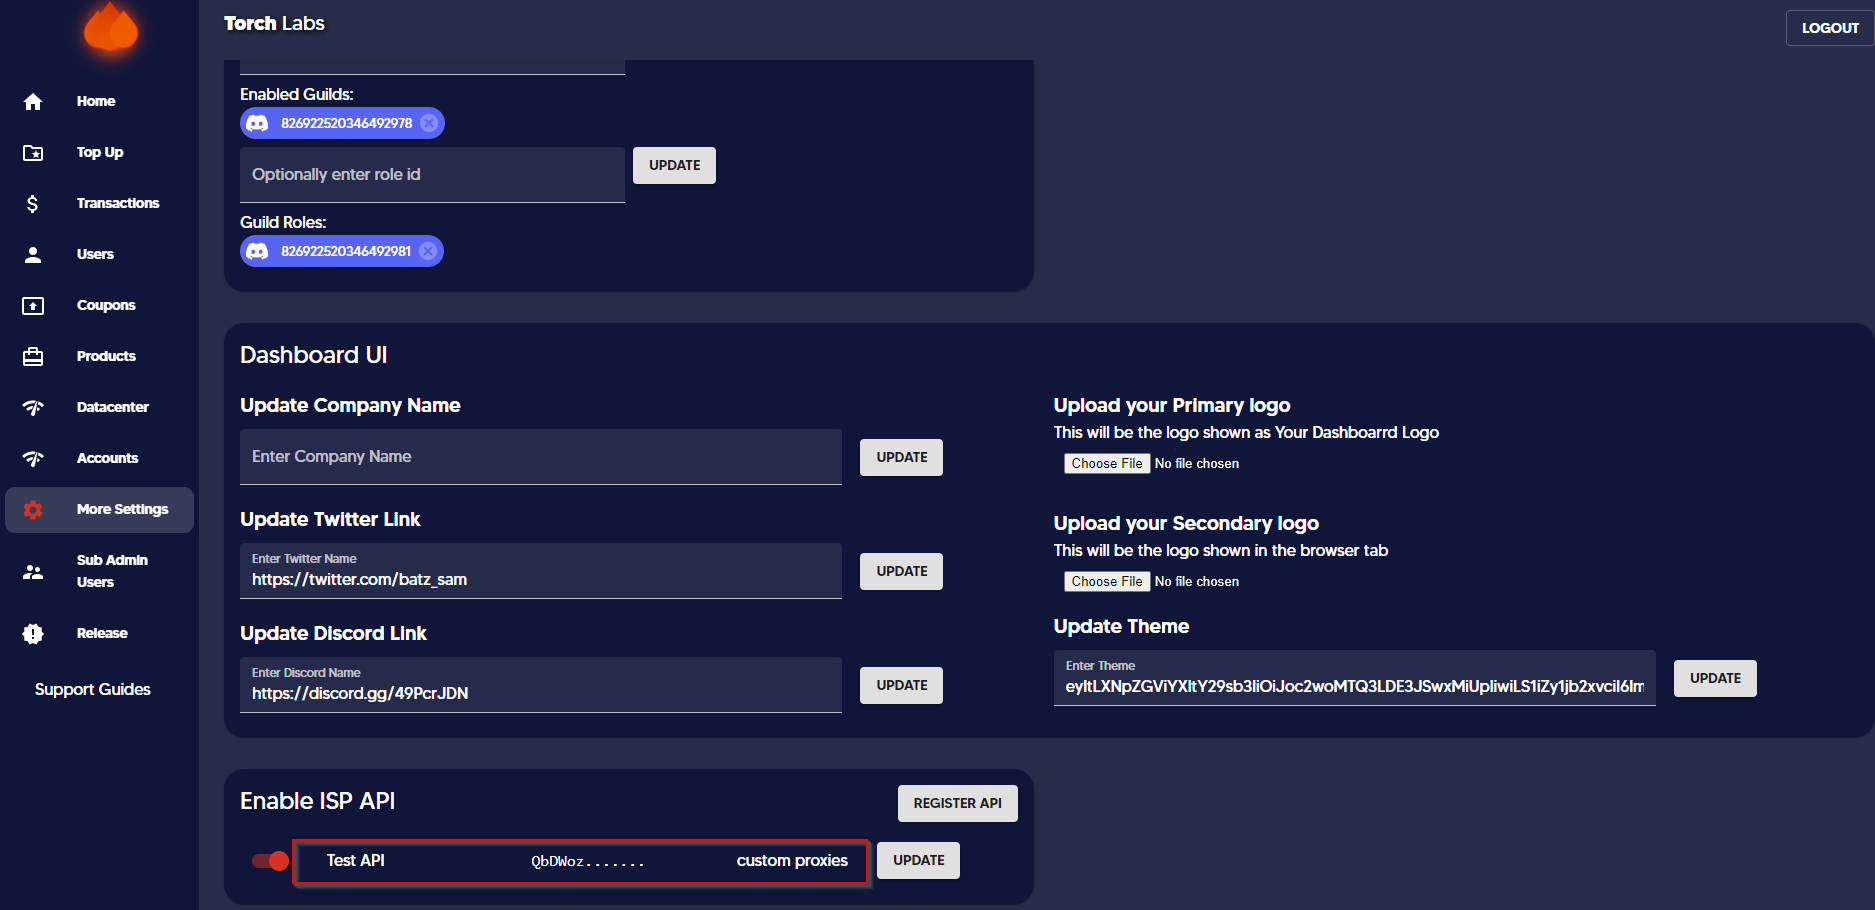 Torch Labs
LOGOUT
Home
Top Up
Transactions
Users
Coupons
Products
Datacenter
Accounts
More Settings
Sub Admin
Users
Release
Support Guides
Enabled Guilds:
826922520346492978
Optionally enter role id
UPDATE
Guild Roles:
826922520346492981
Dashboard UI
Update Company Name
Enter Company Name
UPDATE
Update Twitter Link
Enter Twitter Name
https://twitter.com/batz_sam
UPDATE
Update Discord Link
Enter Discord Name
https://discord.gg/49PcrJDN
UPDATE
Upload your Primary logo
This will be the logo shown as Your Dashboarrd Logo
Choose File No file chosen
Upload your Secondary logo
This will be the logo shown in the browser tab
Choose File No file chosen
Update Theme
Enter Theme
UPDATE
Enable ISP API
REGISTER API
Test API QbDWoz....... custom proxies UPDATE